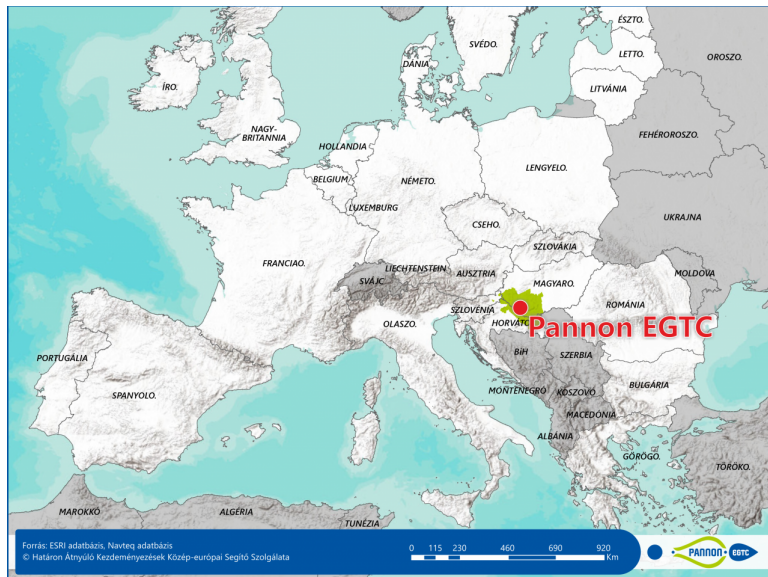 ÉSZTO.
SVÉDO.
LETTO.
OROSZO.
DÁNIA
ÍRO.
LITVÁNIA
NAGY-
BRITANNIA
FEHÉROROSZO.
HOLLANDIA
LENGYELO.
BELGIUM
NÉMETO.
LUXEMBURG
UKRAJNA
CSEHO.
SZLOVÁKIA
FRANCIAO.
LIECHTENSTEIN
AUSZTRIA
MOLDOVA
SVÁJC
MAGYARO.
ROMÁNIA
SZLOVÉNIA
OLASZO.
HORVÁTO
Pannon EGTC
BiH
SZERBIA
PORTUGÁLIA
SPANYOLO.
MONTENEGRÓ
KOSZOVÓ
BULGÁRIA
MACEDÓNIA
ALBÁNIA
GÖRÖGO.
TÖRÖKO.
MAROKKÓ
ALGÉRIA
TUNÉZIA
Forrás: ESRI adatbázis, Navteq adatbázis
© Határon Átnyúló Kezdeményezések Közép-európai Segítő Szolgálata
0 115 230 460 690 920
Km
PANNON EGTC